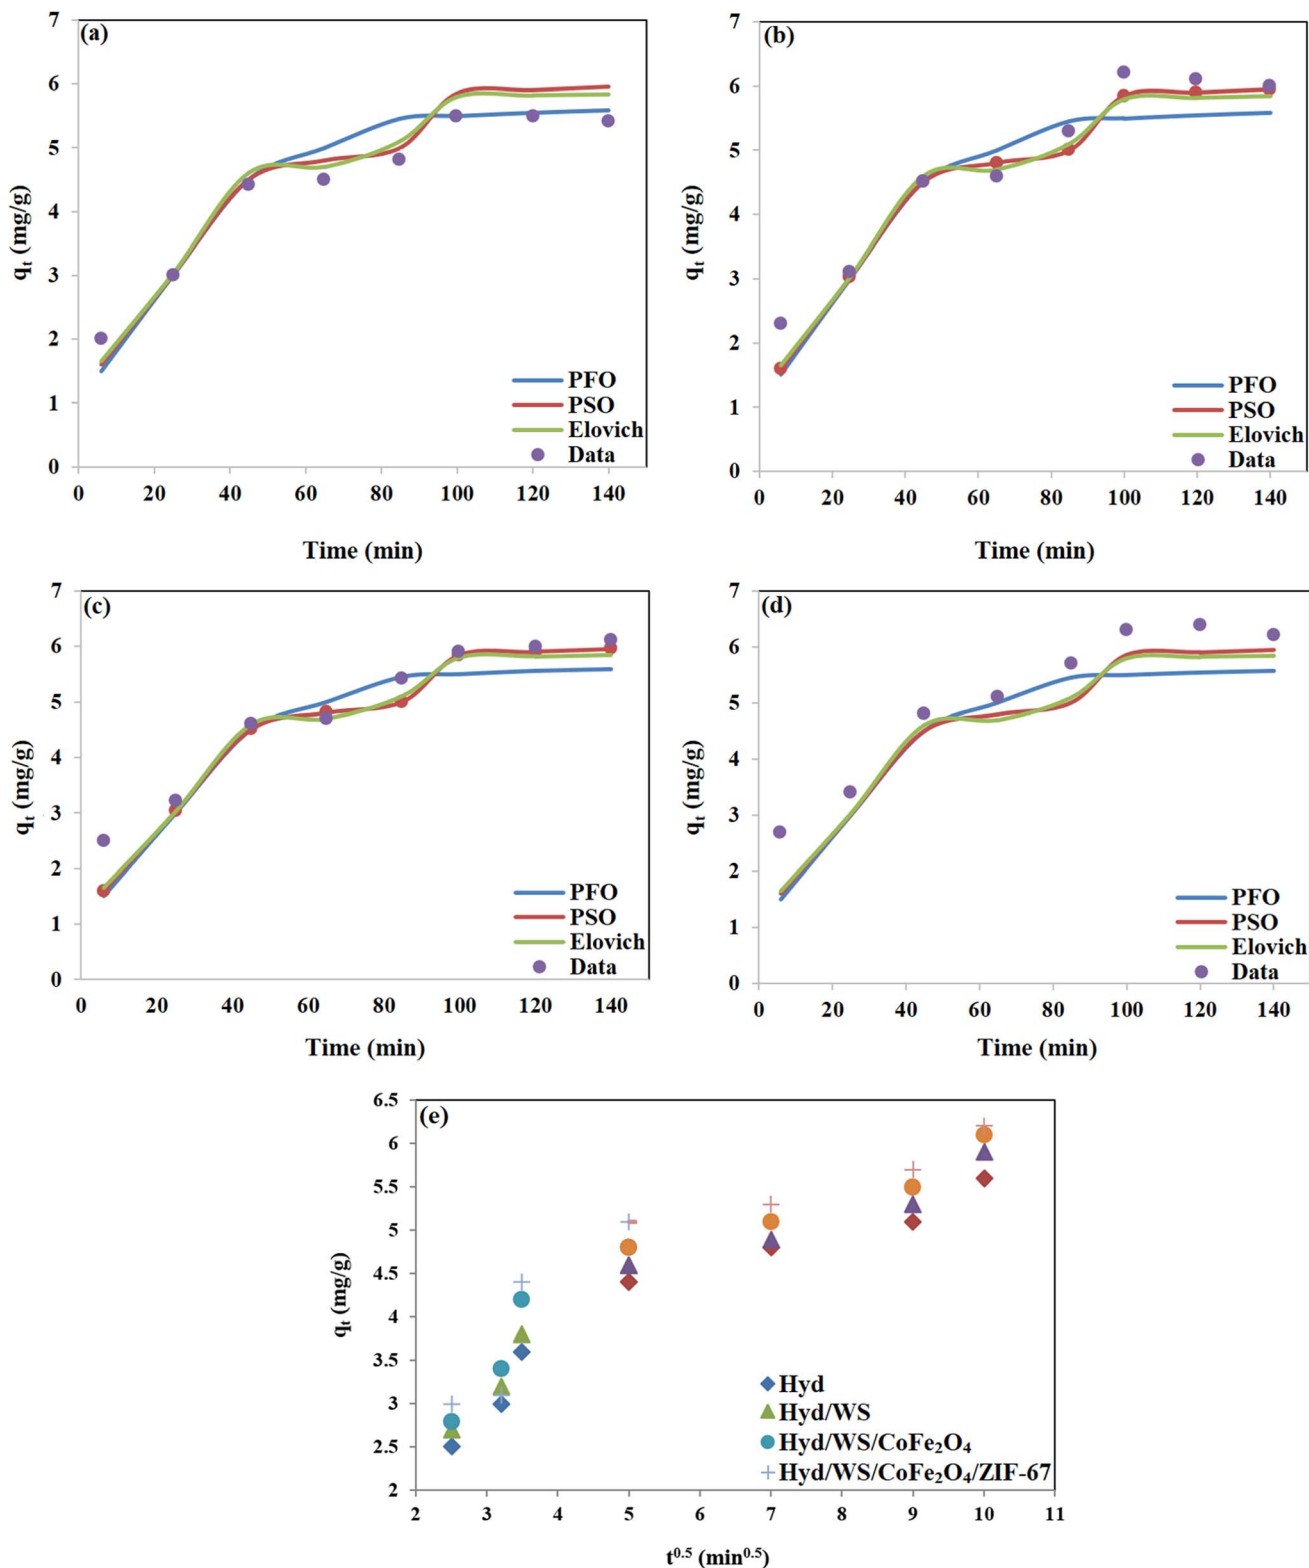 (a)
7
6
5
4
3
2
1
0
q_t (mg/g)
PFO
PSO
Elovich
Data
0 20 40 60 80 100 120 140
Time (min)
(b)
7
6
5
4
3
2
1
0
q_t (mg/g)
PFO
PSO
Elovich
Data
0 20 40 60 80 100 120 140
Time (min)
(c)
7
6
5
4
3
2
1
0
q_t (mg/g)
PFO
PSO
Elovich
Data
0 20 40 60 80 100 120 140
Time (min)
(d)
7
6
5
4
3
2
1
0
q_t (mg/g)
PFO
PSO
Elovich
Data
0 20 40 60 80 100 120 140
Time (min)
(e)
6.5
6
5.5
5
4.5
4
3.5
3
2.5
2
q_t (mg/g)
Hyd
Hyd/WS
Hyd/WS/CoFe₂O₄
Hyd/WS/CoFe₂O₄/ZIF-67
2 3 4 5 6 7 8 9 10 11
t⁰·⁵ (min⁰·⁵)